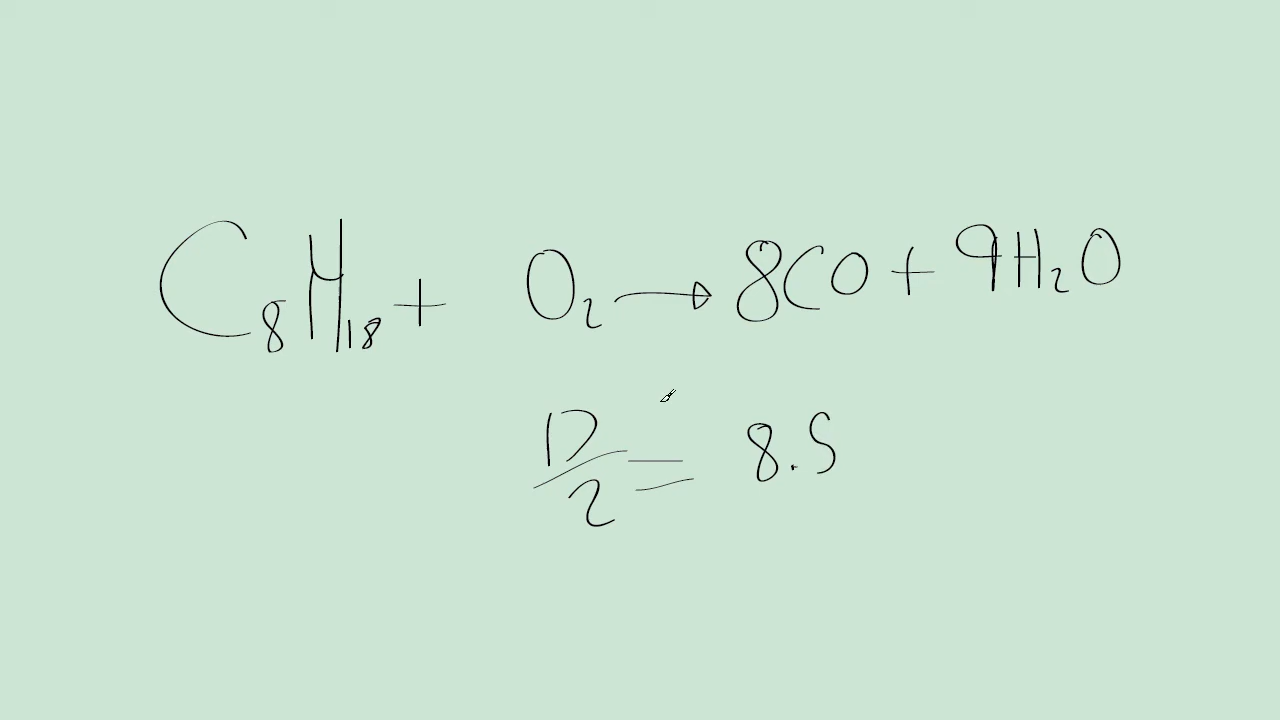 C₈H₁₈ + O₂ → 8CO + 9H₂O
17/2 = 8.5